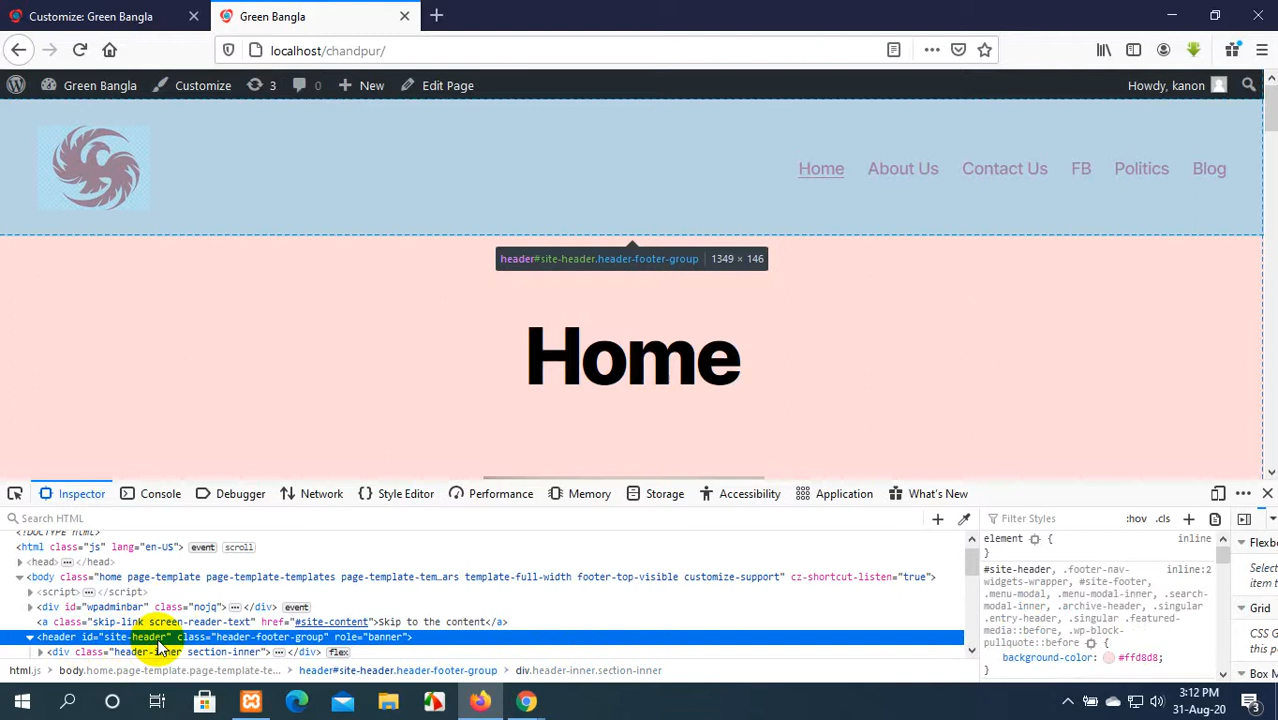 Customize: Green Bangla
Green Bangla
localhost/chandpur/
Green Bangla Customize 3 0 New Edit Page Howdy, kanon
Home About Us Contact Us FB Politics Blog
header#site-header.header-footer-group 1349 × 146
Home
Inspector Console Debugger Network Style Editor Performance Memory Storage Accessibility Application What's New
Search HTML
Filter Styles :hov .cls
<!DOCTYPE html>
<html class="js" lang="en-US"> event scroll
<head> </head>
<body class="home page-template page-template-templates page-template-tem…ars template-full-width footer-top-visible customize-support" cz-shortcut-listen="true">
<script> </script>
<div id="wpadminbar" class="nojq"> </div> event
<a class="skip-link screen-reader-text" href="#site-content">Skip to the content</a>
<header id="site-header" class="header-footer-group" role="banner">
<div class="header-inner section-inner"> </div> flex
html.js body.home.page-template.page-template-te... header#site-header.header-footer-group div.header-inner.section-inner
element { inline
}
#site-header, .footer-nav- inline:2
widgets-wrapper, #site-footer,
.menu-modal, .menu-modal-inner, .search-
modal-inner, .archive-header, .singular
.entry-header, .singular .featured-
media::before, .wp-block-
pullquote::before {
background-color: #ffd8d8;
}
Flexb
Select
item t
Grid
CSS G
this pa
Box M
3:12 PM
31-Aug-20
3